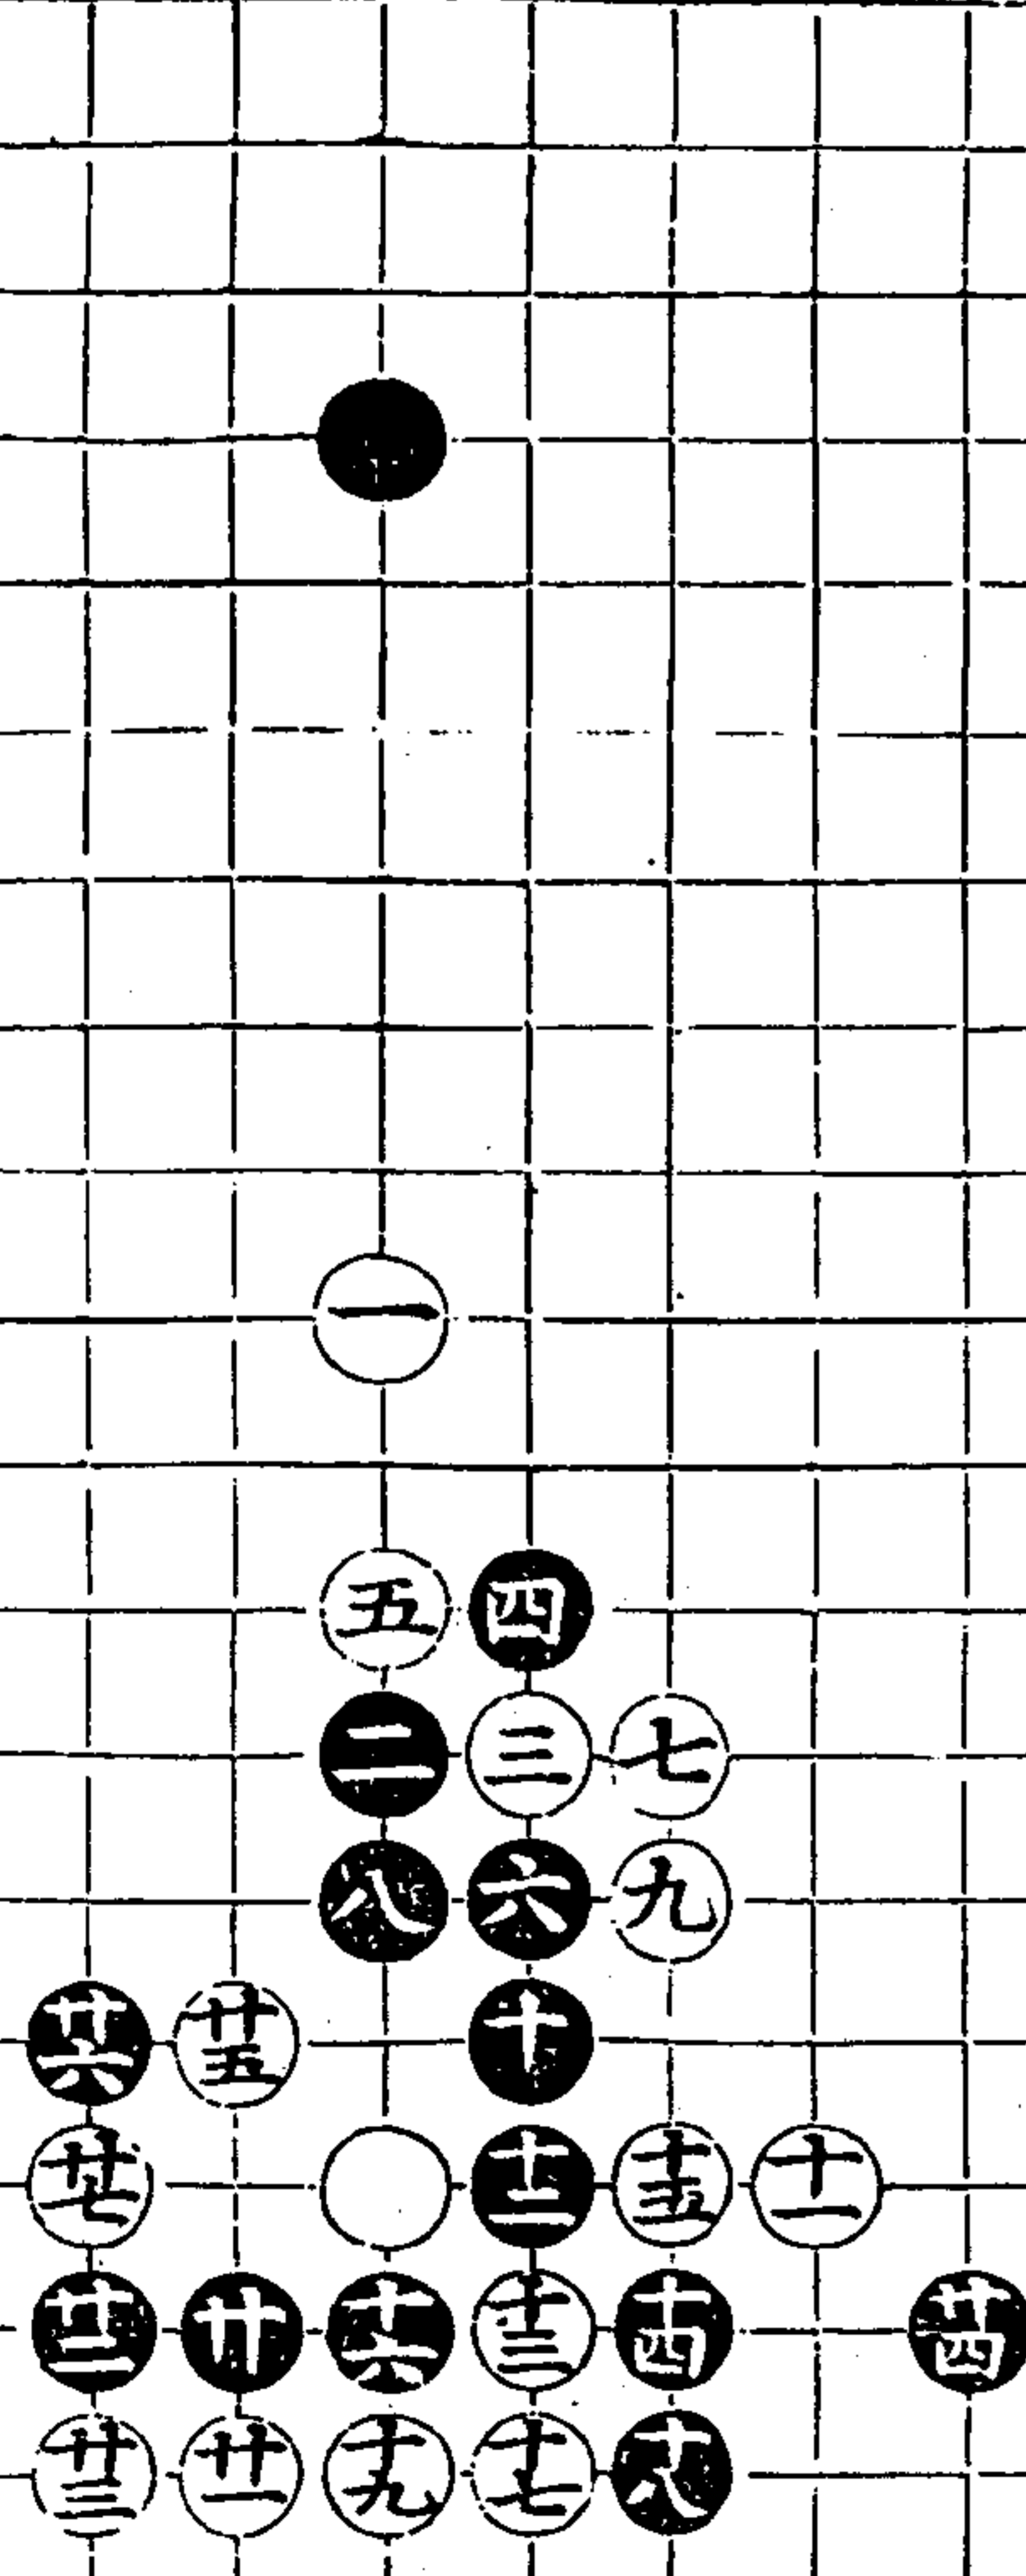 一
五 四
二 三 七
八 六 九
廿六 廿五 十
廿七 十二 十五 十一
廿二 廿 十六 十三 十四 廿四
廿三 廿一 十九 十七 十八